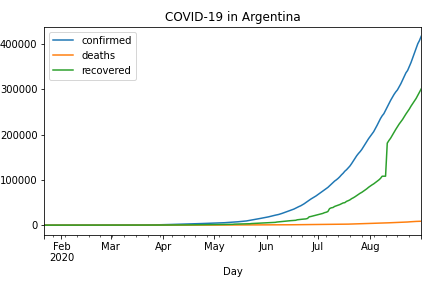 COVID-19 in Argentina
confirmed
deaths
recovered
400000
300000
200000
100000
0
Feb Mar Apr May Jun Jul Aug
2020
Day